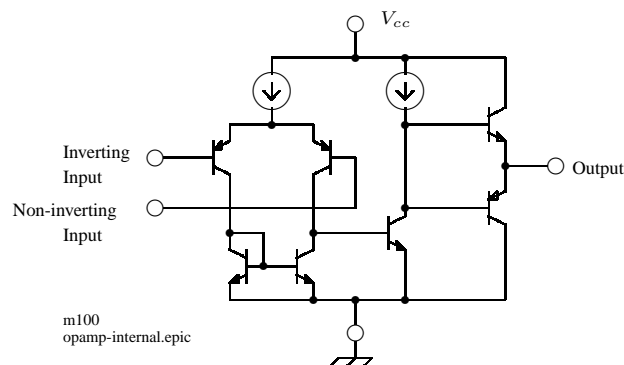 Vcc
Inverting
Input
Output
Non-inverting
Input
m100
opamp-internal.epic